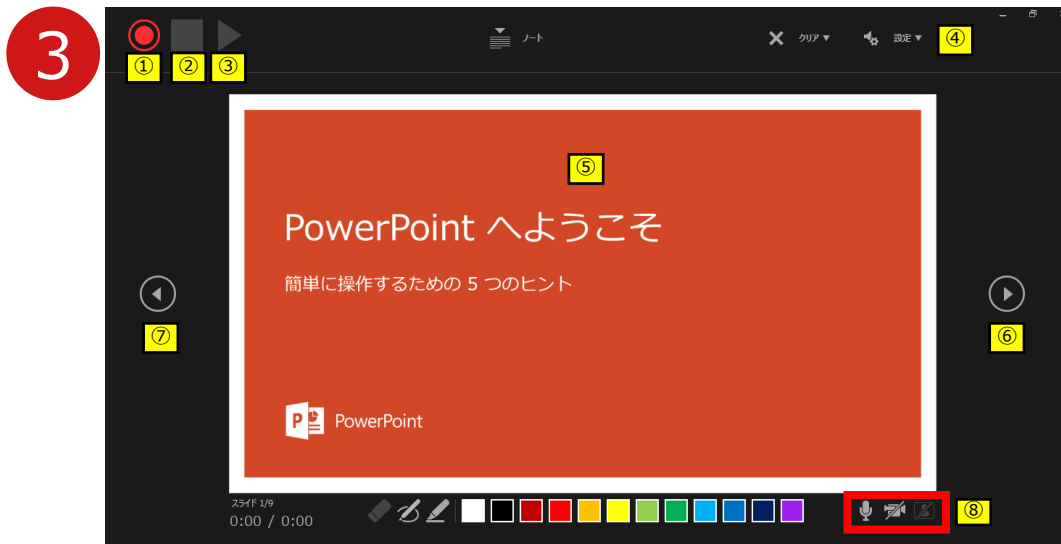 3
ノート
クリア ▼
設定 ▼
④
① ② ③
⑤
PowerPoint へようこそ
簡単に操作するための 5 つのヒント
⑦
⑥
P PowerPoint
スライド 1/9
0:00 / 0:00
⑧